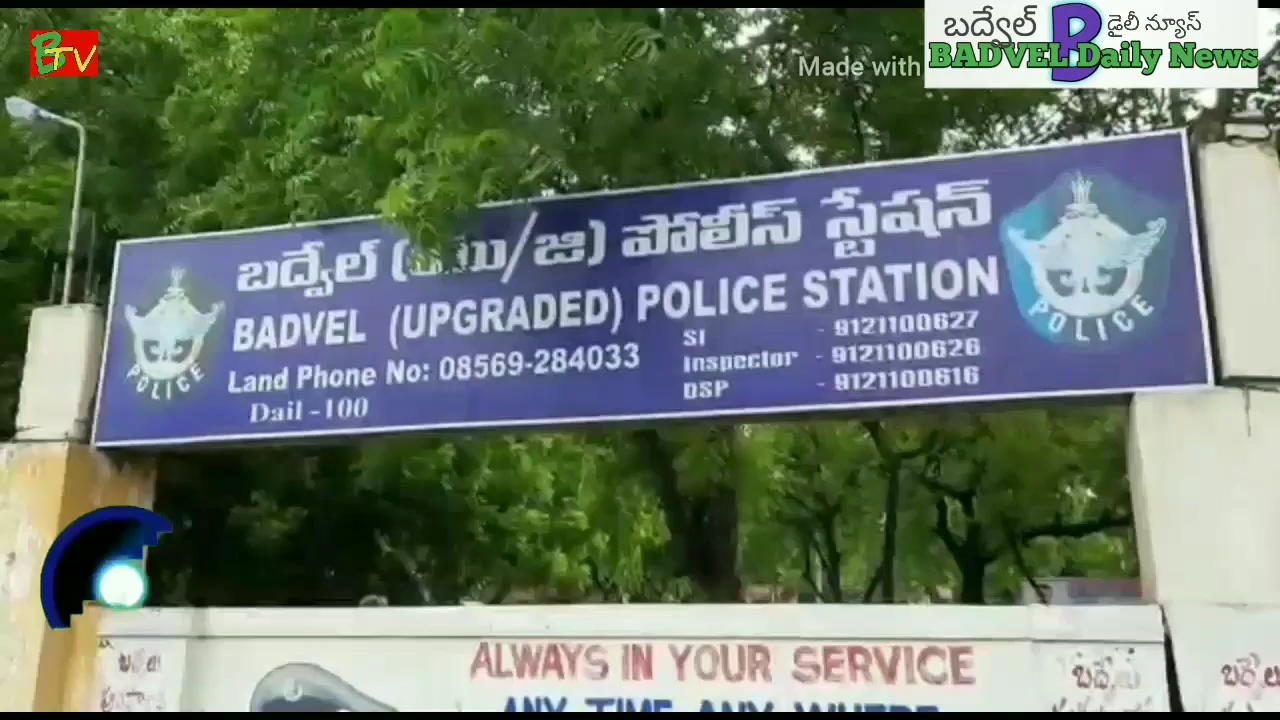 BTV
బద్వేల్ B డైలీ న్యూస్
BADVEL Daily News
Made with
బద్వేల్ ( /జి) పోలీస్ స్టేషన్
BADVEL (UPGRADED) POLICE STATION
Land Phone No: 08569-284033
Dail -100
SI - 9121100627
Inspector - 9121100626
DSP - 9121100616
POLICE
POLICE
ALWAYS IN YOUR SERVICE
ANY TIME ANY WHERE